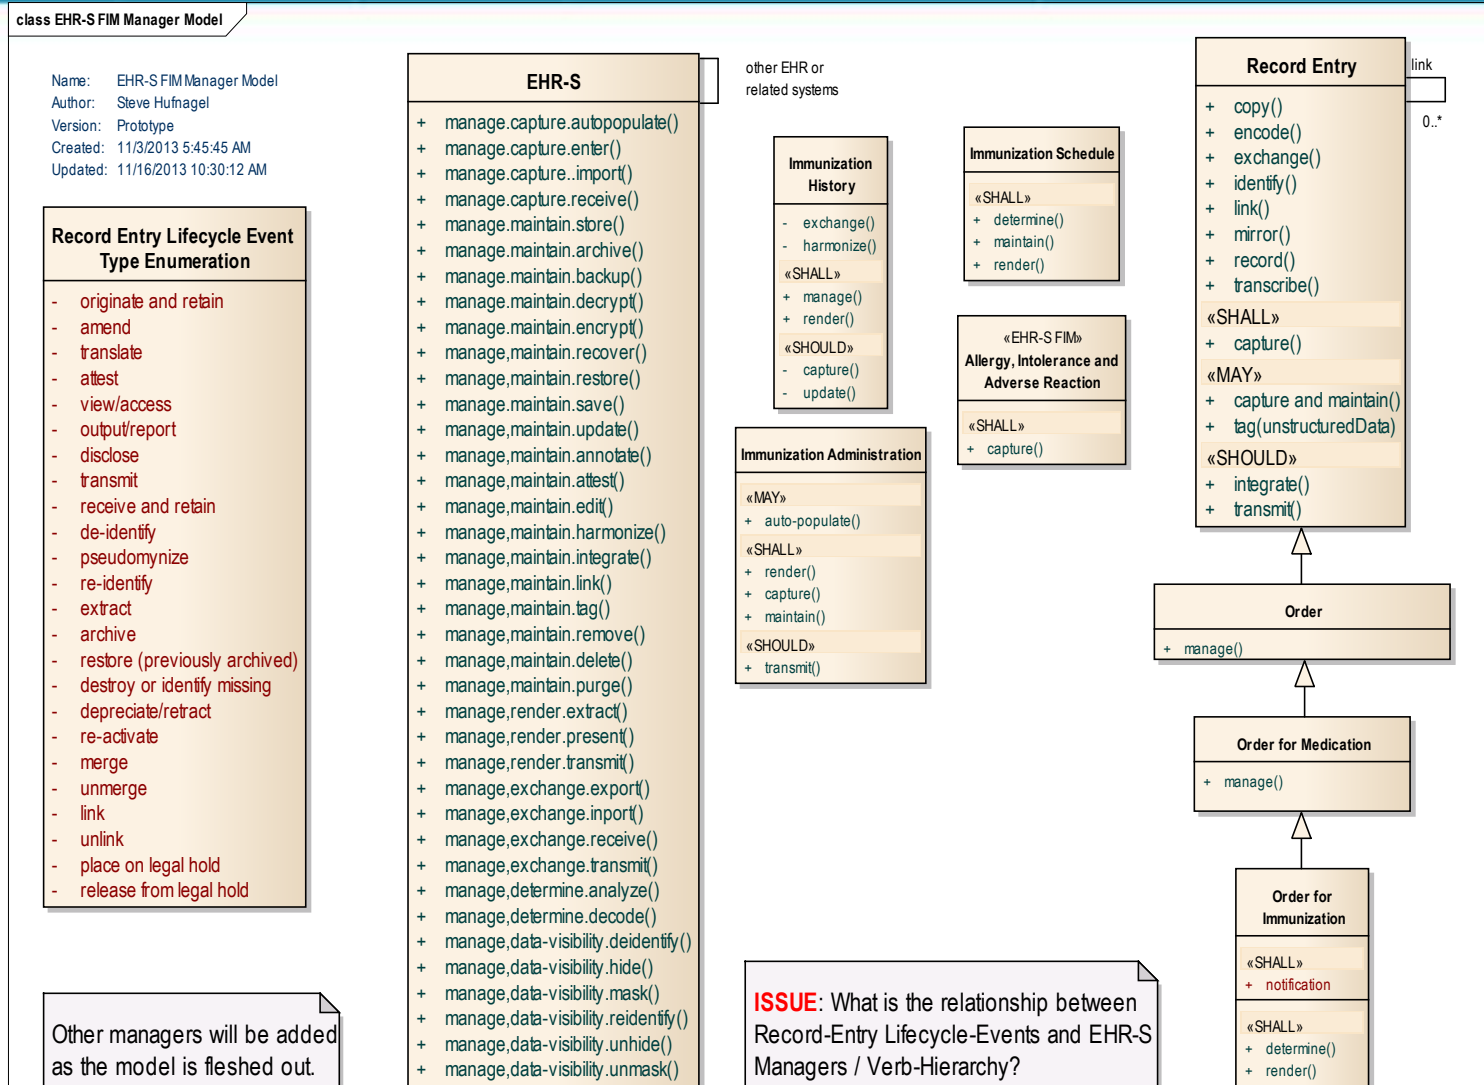 class EHR-S FIM Manager Model
Name: EHR-S FIM Manager Model
Author: Steve Hufnagel
Version: Prototype
Created: 11/3/2013 5:45:45 AM
Updated: 11/16/2013 10:30:12 AM
Record Entry Lifecycle Event
Type Enumeration
- originate and retain
- amend
- translate
- attest
- view/access
- output/report
- disclose
- transmit
- receive and retain
- de-identify
- pseudomynize
- re-identify
- extract
- archive
- restore (previously archived)
- destroy or identify missing
- depreciate/retract
- re-activate
- merge
- unmerge
- link
- unlink
- place on legal hold
- release from legal hold
Other managers will be added
as the model is fleshed out.
EHR-S
+ manage.capture.autopopulate()
+ manage.capture.enter()
+ manage.capture..import()
+ manage.capture.receive()
+ manage.maintain.store()
+ manage.maintain.archive()
+ manage.maintain.backup()
+ manage.maintain.decrypt()
+ manage.maintain.encrypt()
+ manage,maintain.recover()
+ manage,maintain.restore()
+ manage.maintain.save()
+ manage,maintain.update()
+ manage,maintain.annotate()
+ manage,maintain.attest()
+ manage,maintain.edit()
+ manage,maintain.harmonize()
+ manage,maintain.integrate()
+ manage,maintain.link()
+ manage,maintain.tag()
+ manage,maintain.remove()
+ manage,maintain.delete()
+ manage,maintain.purge()
+ manage,render.extract()
+ manage,render.present()
+ manage,render.transmit()
+ manage,exchange.export()
+ manage,exchange.inport()
+ manage,exchange.receive()
+ manage,exchange.transmit()
+ manage,determine.analyze()
+ manage,determine.decode()
+ manage,data-visibility.deidentify()
+ manage,data-visibility.hide()
+ manage,data-visibility.mask()
+ manage,data-visibility.reidentify()
+ manage,data-visibility.unhide()
+ manage,data-visibility.unmask()
other EHR or
related systems
Immunization
History
- exchange()
- harmonize()
«SHALL»
+ manage()
+ render()
«SHOULD»
- capture()
- update()
Immunization Schedule
«SHALL»
+ determine()
+ maintain()
+ render()
«EHR-S FIM»
Allergy, Intolerance and
Adverse Reaction
«SHALL»
+ capture()
Immunization Administration
«MAY»
+ auto-populate()
«SHALL»
+ render()
+ capture()
+ maintain()
«SHOULD»
+ transmit()
ISSUE: What is the relationship between
Record-Entry Lifecycle-Events and EHR-S
Managers / Verb-Hierarchy?
Record Entry
+ copy()
+ encode()
+ exchange()
+ identify()
+ link()
+ mirror()
+ record()
+ transcribe()
«SHALL»
+ capture()
«MAY»
+ capture and maintain()
+ tag(unstructuredData)
«SHOULD»
+ integrate()
+ transmit()
link
0..*
Order
+ manage()
Order for Medication
+ manage()
Order for
Immunization
«SHALL»
+ notification
«SHALL»
+ determine()
+ render()